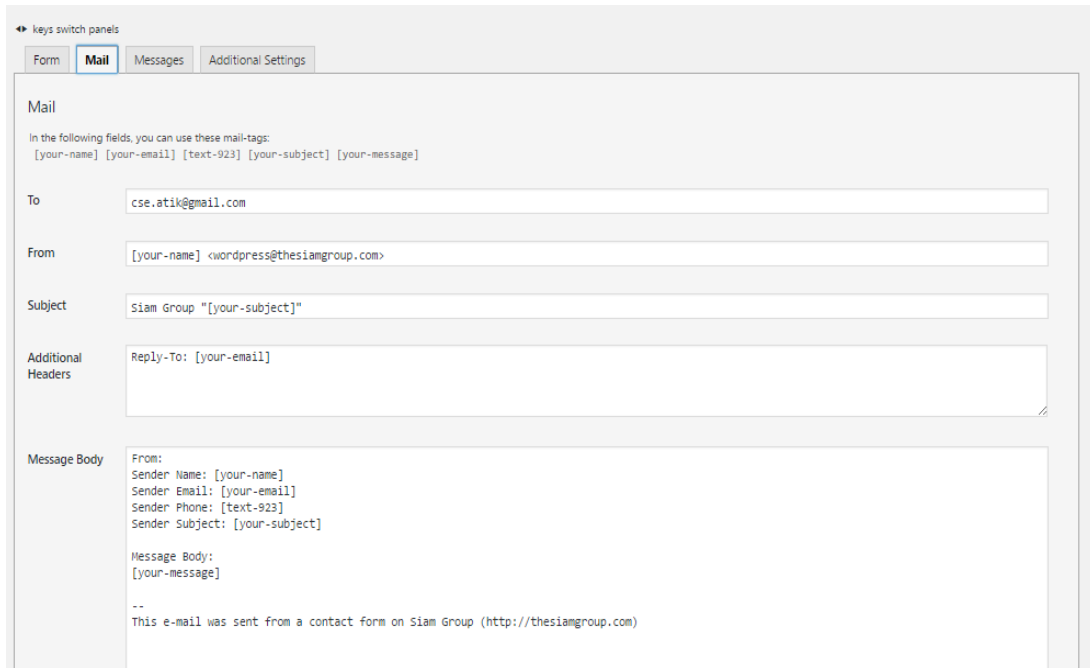 keys switch panels
Form Mail Messages Additional Settings
Mail
In the following fields, you can use these mail-tags:
[your-name] [your-email] [text-923] [your-subject] [your-message]
To cse.atik@gmail.com
From [your-name] <wordpress@thesiamgroup.com>
Subject Siam Group "[your-subject]"
Additional Headers
Reply-To: [your-email]
Message Body
From:
Sender Name: [your-name]
Sender Email: [your-email]
Sender Phone: [text-923]
Sender Subject: [your-subject]
Message Body:
[your-message]
--
This e-mail was sent from a contact form on Siam Group (http://thesiamgroup.com)